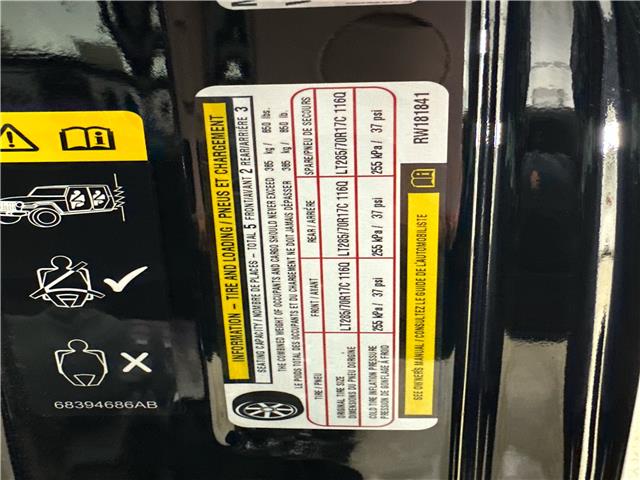 INFORMATION – TIRE AND LOADING / PNEUS ET CHARGEMENT
SEATING CAPACITY / NOMBRE DE PLACES – TOTAL 5 FRONT/AVANT 2 REAR/ARRIÈRE 3
THE COMBINED WEIGHT OF OCCUPANTS AND CARGO SHOULD NEVER EXCEED 385 kg / 850 lbs.
LE POIDS TOTAL DES OCCUPANTS ET DU CHARGEMENT NE DOIT JAMAIS DÉPASSER 385 kg / 850 lb.
TIRE / PNEU FRONT / AVANT REAR / ARRIÈRE SPARE/PNEU DE SECOURS
ORIGINAL TIRE SIZE LT285/70R17C 116Q LT285/70R17C 116Q LT285/70R17C 116Q
DIMENSIONS DU PNEU DORIGINE
COLD TIRE INFLATION PRESSURE 255 kPa / 37 psi 255 kPa / 37 psi 255 kPa / 37 psi
PRESSION DE GONFLAGE À FROID
SEE OWNERS MANUAL / CONSULTEZ LE GUIDE DE L'AUTOMOBILISTE
RW181841
68394686AB